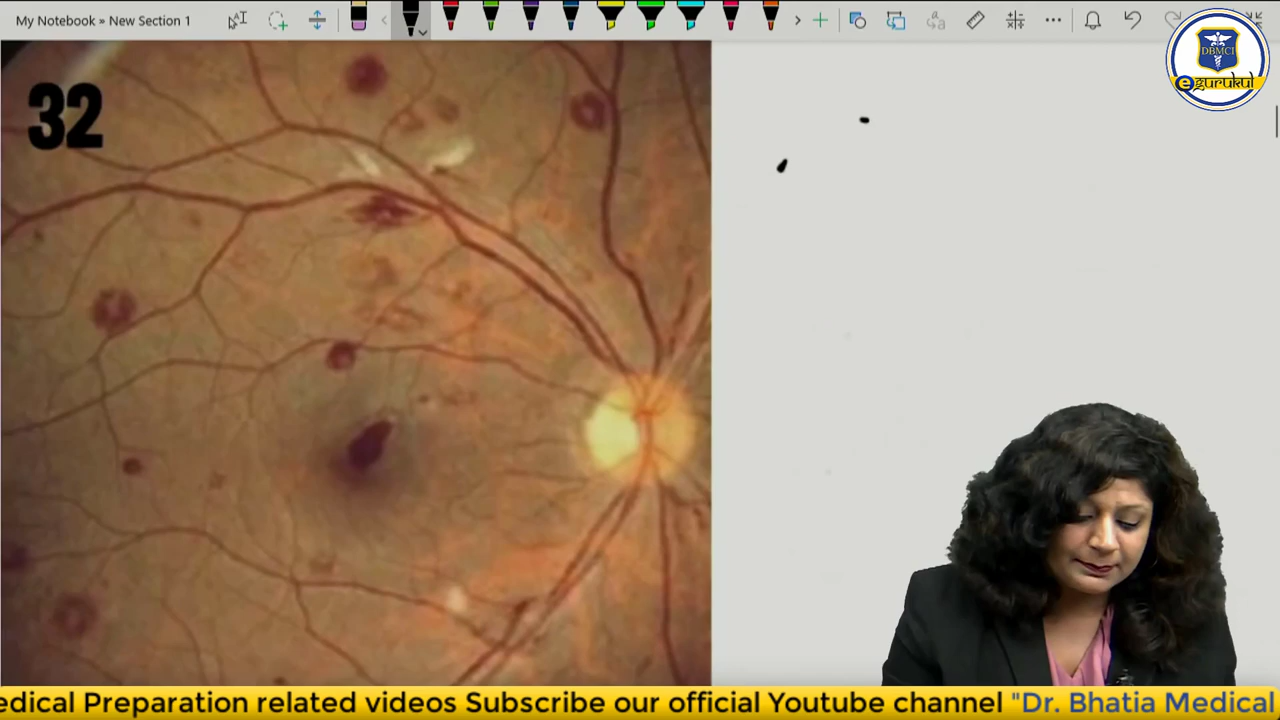 My Notebook » New Section 1
DBMCI
egurukul
32
edical Preparation related videos Subscribe our official Youtube channel "Dr. Bhatia Medical